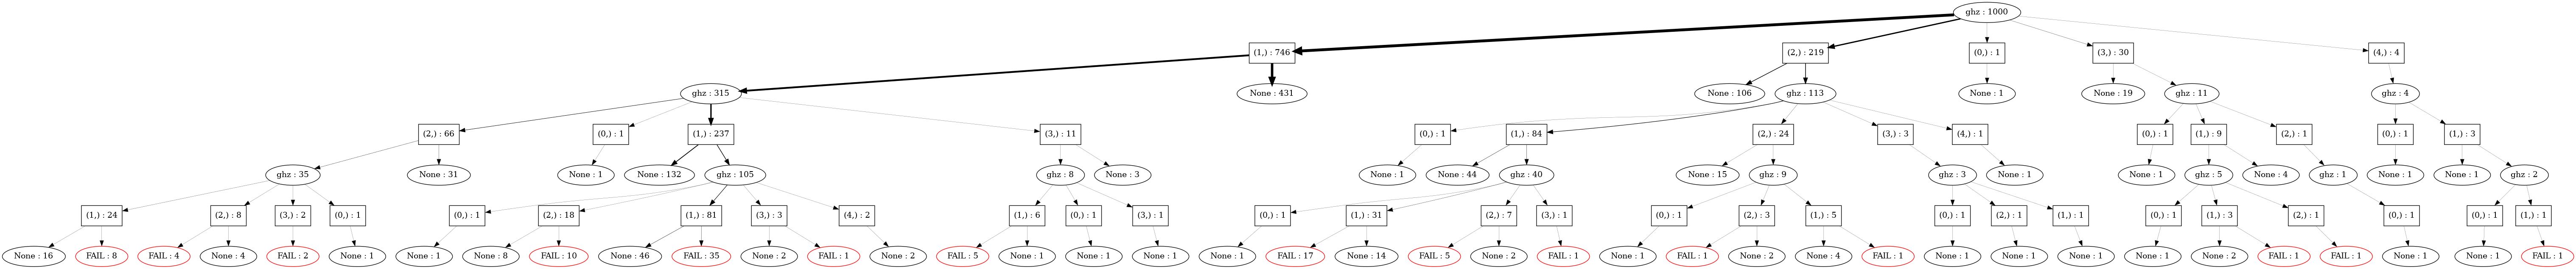 ghz : 1000
(1,) : 746
(2,) : 219
(0,) : 1
(3,) : 30
(4,) : 4
ghz : 315
None : 431
None : 106
ghz : 113
None : 1
None : 19
ghz : 11
ghz : 4
(2,) : 66
(0,) : 1
(1,) : 237
(3,) : 11
(0,) : 1
(1,) : 84
(2,) : 24
(3,) : 3
(4,) : 1
(0,) : 1
(1,) : 9
(2,) : 1
(0,) : 1
(1,) : 3
ghz : 35
None : 31
None : 1
None : 132
ghz : 105
ghz : 8
None : 3
None : 1
None : 44
ghz : 40
None : 15
ghz : 9
ghz : 3
None : 1
None : 1
ghz : 5
None : 4
ghz : 1
None : 1
None : 1
ghz : 2
(1,) : 24
(2,) : 8
(3,) : 2
(0,) : 1
(0,) : 1
(2,) : 18
(1,) : 81
(3,) : 3
(4,) : 2
(1,) : 6
(0,) : 1
(3,) : 1
(0,) : 1
(1,) : 31
(2,) : 7
(3,) : 1
(0,) : 1
(2,) : 3
(1,) : 5
(0,) : 1
(2,) : 1
(1,) : 1
(0,) : 1
(1,) : 3
(2,) : 1
(0,) : 1
(0,) : 1
(1,) : 1
None : 16
FAIL : 8
FAIL : 4
None : 4
FAIL : 2
None : 1
None : 1
None : 8
FAIL : 10
None : 46
FAIL : 35
None : 2
FAIL : 1
None : 2
FAIL : 5
None : 1
None : 1
None : 1
None : 1
FAIL : 17
None : 14
FAIL : 5
None : 2
FAIL : 1
None : 1
FAIL : 1
None : 2
None : 4
FAIL : 1
None : 1
None : 1
None : 1
None : 1
None : 2
FAIL : 1
FAIL : 1
None : 1
None : 1
FAIL : 1